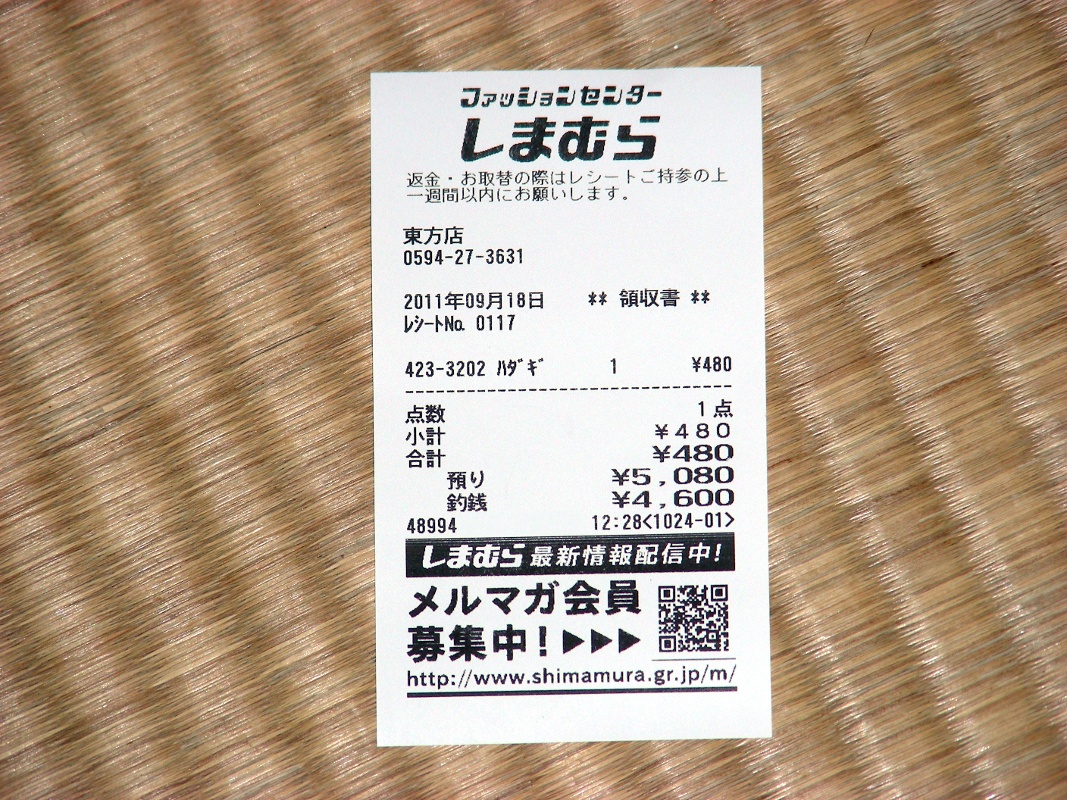 ファッションセンター
しまむら
返金・お取替の際はレシートご持参の上
一週間以内にお願いします。
東方店
0594-27-3631
2011年09月18日 ** 領収書 **
ﾚｼｰﾄNo. 0117
423-3202 ﾊﾀﾞｷﾞ 1 ¥480
点数 1点
小計 ¥480
合計 ¥480
預り ¥5,080
釣銭 ¥4,600
48994 12:28<1024-01>
しまむら 最新情報配信中!
メルマガ会員
募集中!▶▶▶
http://www.shimamura.gr.jp/m/